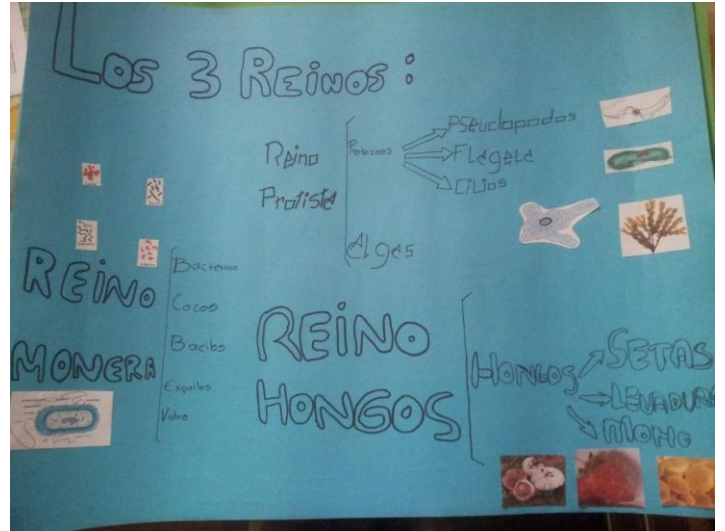 Los 3 Reinos:
Reino
Protista
Protozoos
Pseudopodos
Flagela
Cilios
Algas
REINO
MONERA
Bacterias
Cocos
Bacilos
Espirilos
Vibrio
REINO
HONGOS
HONGOS
SETAS
LEVADURA
MOHO